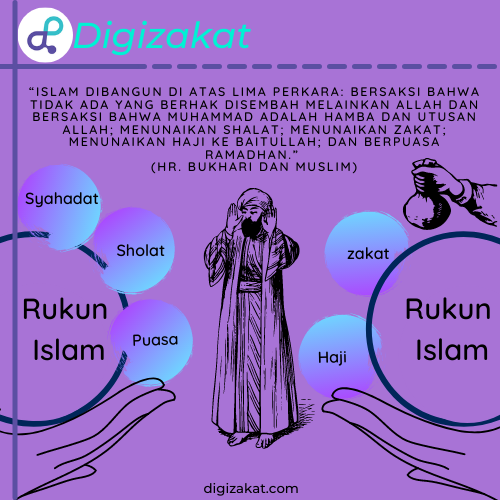 Digizakat
“ISLAM DIBANGUN DI ATAS LIMA PERKARA: BERSAKSI BAHWA
TIDAK ADA YANG BERHAK DISEMBAH MELAINKAN ALLAH DAN
BERSAKSI BAHWA MUHAMMAD ADALAH HAMBA DAN UTUSAN
ALLAH; MENUNAIKAN SHALAT; MENUNAIKAN ZAKAT;
MENUNAIKAN HAJI KE BAITULLAH; DAN BERPUASA
RAMADHAN.”
(HR. BUKHARI DAN MUSLIM)
Syahadat
Sholat
Rukun
Islam
Puasa
zakat
Haji
Rukun
Islam
digizakat.com